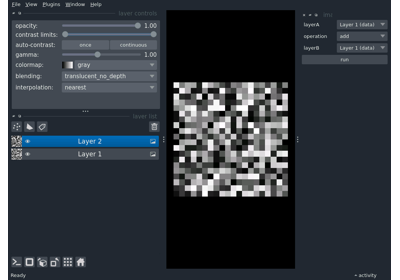 File View Plugins Window Help
layer controls
opacity: 1.00
contrast limits:
auto-contrast: once continuous
gamma: 1.00
colormap: gray
blending: translucent_no_depth
interpolation: nearest
layer list
Layer 2
Layer 1
layerA Layer 1 (data)
operation add
layerB Layer 1 (data)
run
Ready
activity